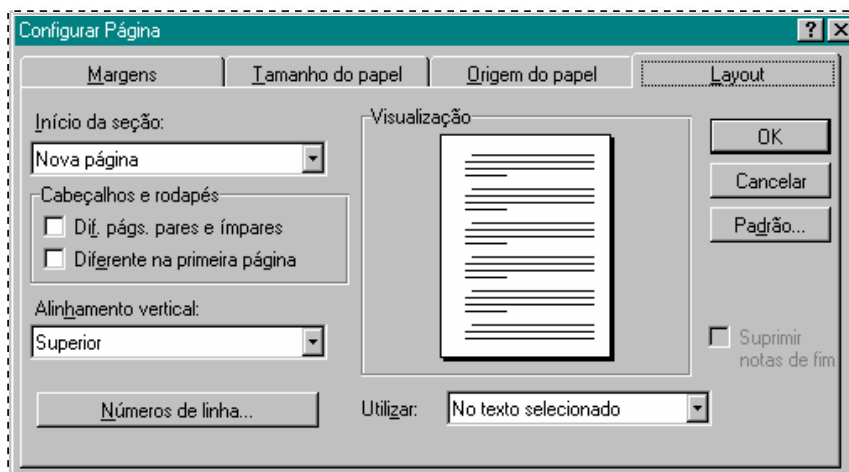 Configurar Página
Margens
Tamanho do papel
Origem do papel
Layout
Início da seção:
Nova página
Cabeçalhos e rodapés
Dif. págs. pares e ímpares
Diferente na primeira página
Alinhamento vertical:
Superior
Números de linha...
Visualização
Utilizar:
No texto selecionado
OK
Cancelar
Padrão...
Suprimir
notas de fim